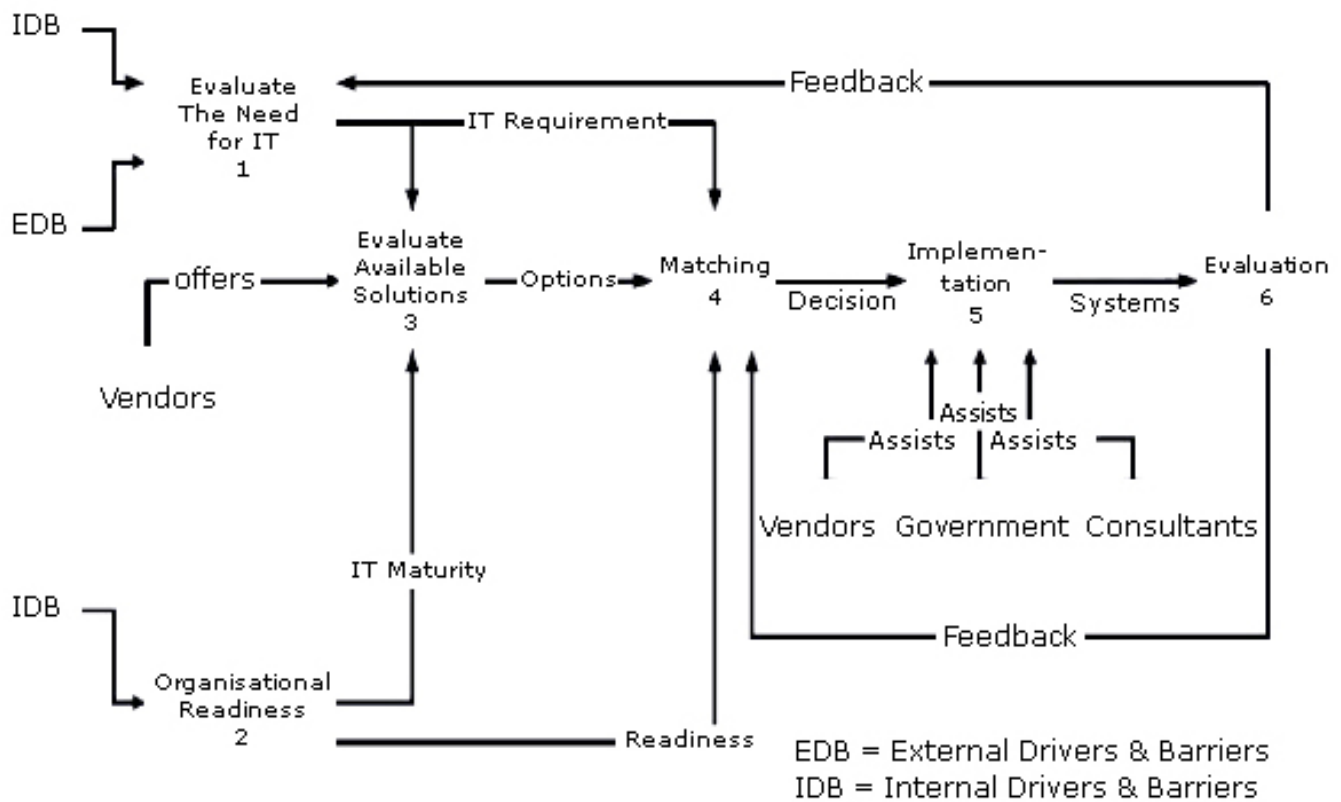 IDB
Feedback
Evaluate
The Need
for IT
1
IT Requirement
EDB
offers
Evaluate
Available
Solutions
3
Options
Matching
4
Decision
Implemen-
tation
5
Systems
Evaluation
6
Vendors
Assists
Assists
Assists
Vendors
Government
Consultants
IT Maturity
IDB
Feedback
Organisational
Readiness
2
Readiness
EDB = External Drivers & Barriers
IDB = Internal Drivers & Barriers